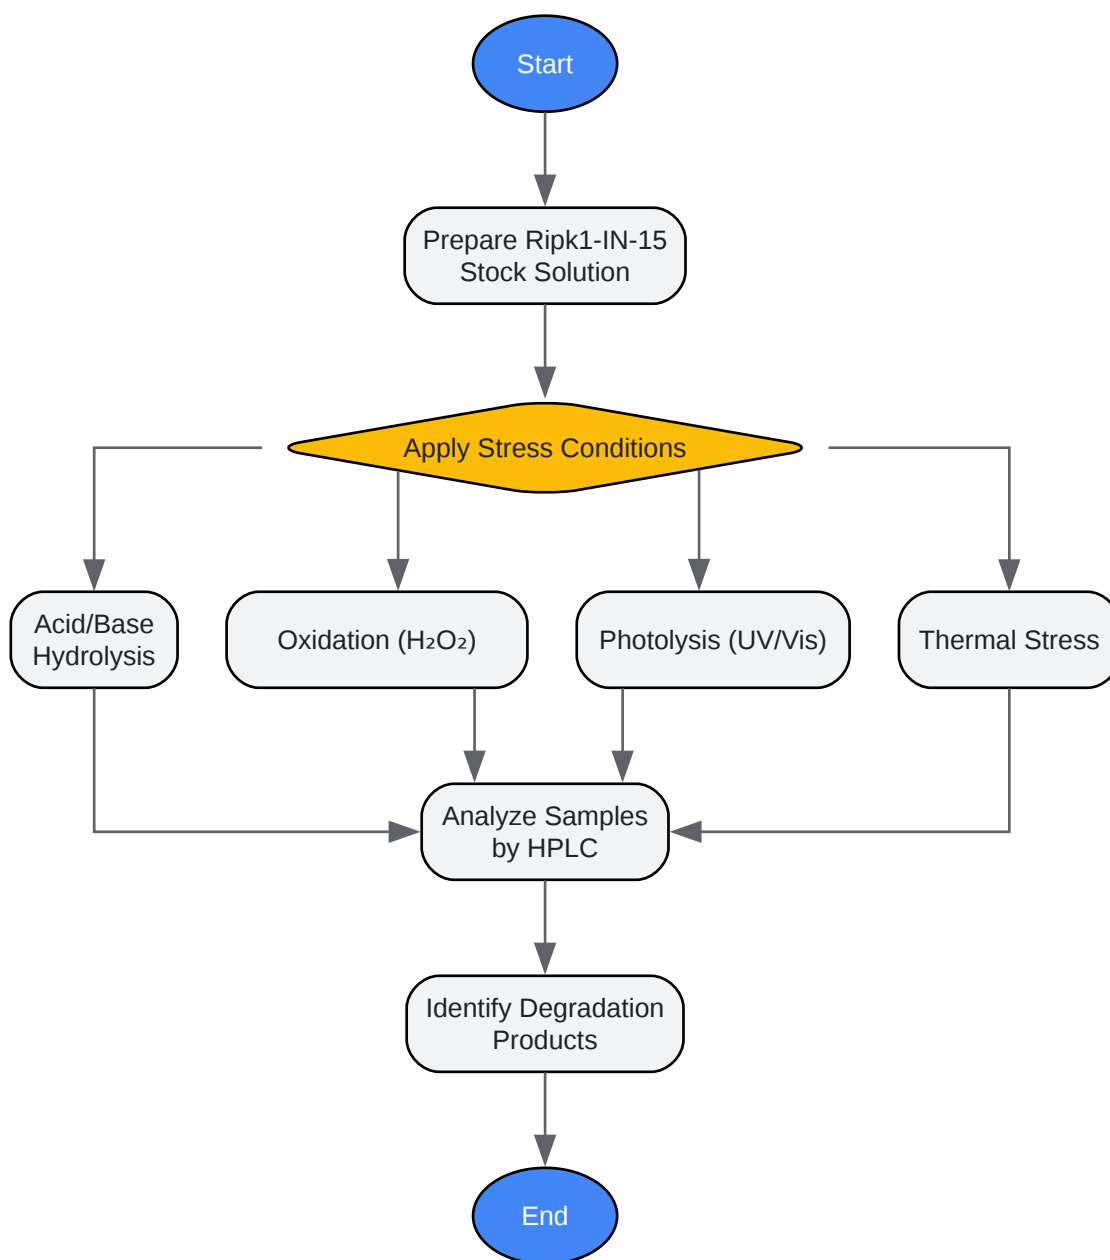 Start
Prepare Ripk1-IN-15
Stock Solution
Apply Stress Conditions
Acid/Base
Hydrolysis
Oxidation (H₂O₂)
Photolysis (UV/Vis)
Thermal Stress
Analyze Samples
by HPLC
Identify Degradation
Products
End